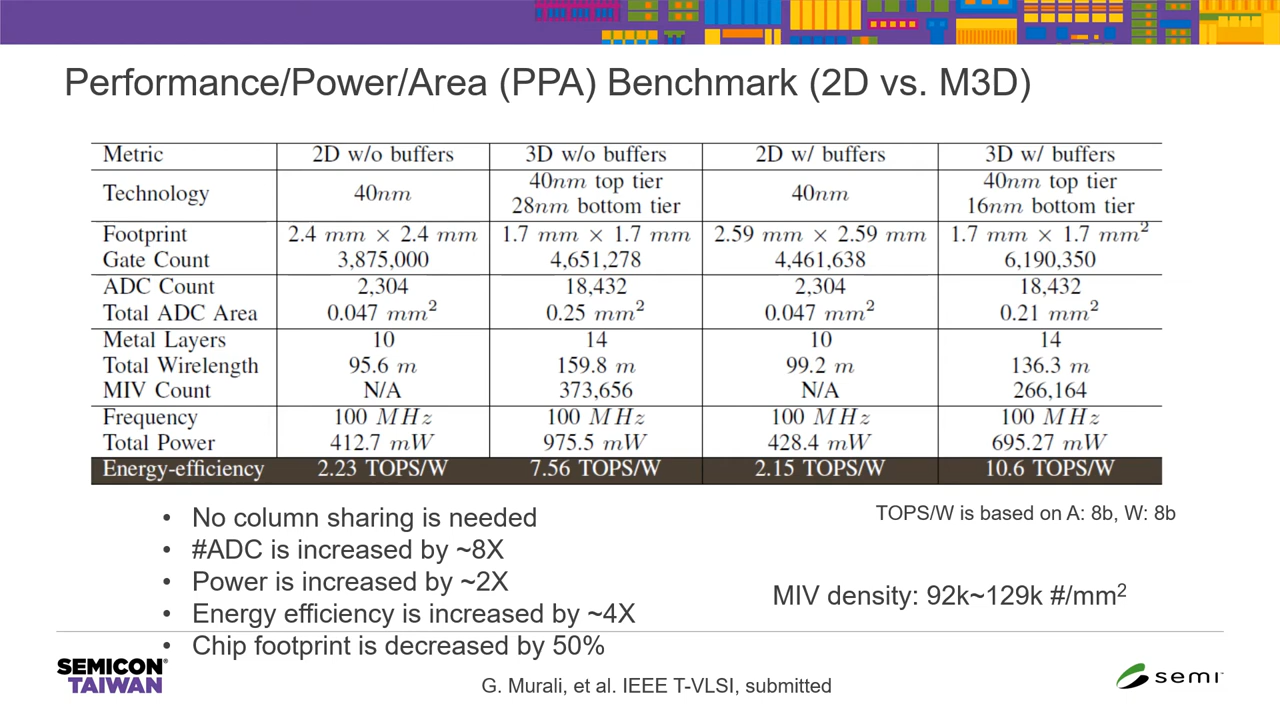 Performance/Power/Area (PPA) Benchmark (2D vs. M3D)
Metric 2D w/o buffers 3D w/o buffers 2D w/ buffers 3D w/ buffers
Technology 40nm 40nm top tier 28nm bottom tier 40nm 40nm top tier 16nm bottom tier
Footprint 2.4 mm × 2.4 mm 1.7 mm × 1.7 mm 2.59 mm × 2.59 mm 1.7 mm × 1.7 mm²
Gate Count 3,875,000 4,651,278 4,461,638 6,190,350
ADC Count 2,304 18,432 2,304 18,432
Total ADC Area 0.047 mm² 0.25 mm² 0.047 mm² 0.21 mm²
Metal Layers 10 14 10 14
Total Wirelength 95.6 m 159.8 m 99.2 m 136.3 m
MIV Count N/A 373,656 N/A 266,164
Frequency 100 MHz 100 MHz 100 MHz 100 MHz
Total Power 412.7 mW 975.5 mW 428.4 mW 695.27 mW
Energy-efficiency 2.23 TOPS/W 7.56 TOPS/W 2.15 TOPS/W 10.6 TOPS/W
• No column sharing is needed
• #ADC is increased by ~8X
• Power is increased by ~2X
• Energy efficiency is increased by ~4X
• Chip footprint is decreased by 50%
TOPS/W is based on A: 8b, W: 8b
MIV density: 92k~129k #/mm²
SEMICON
TAIWAN
G. Murali, et al. IEEE T-VLSI, submitted
semi